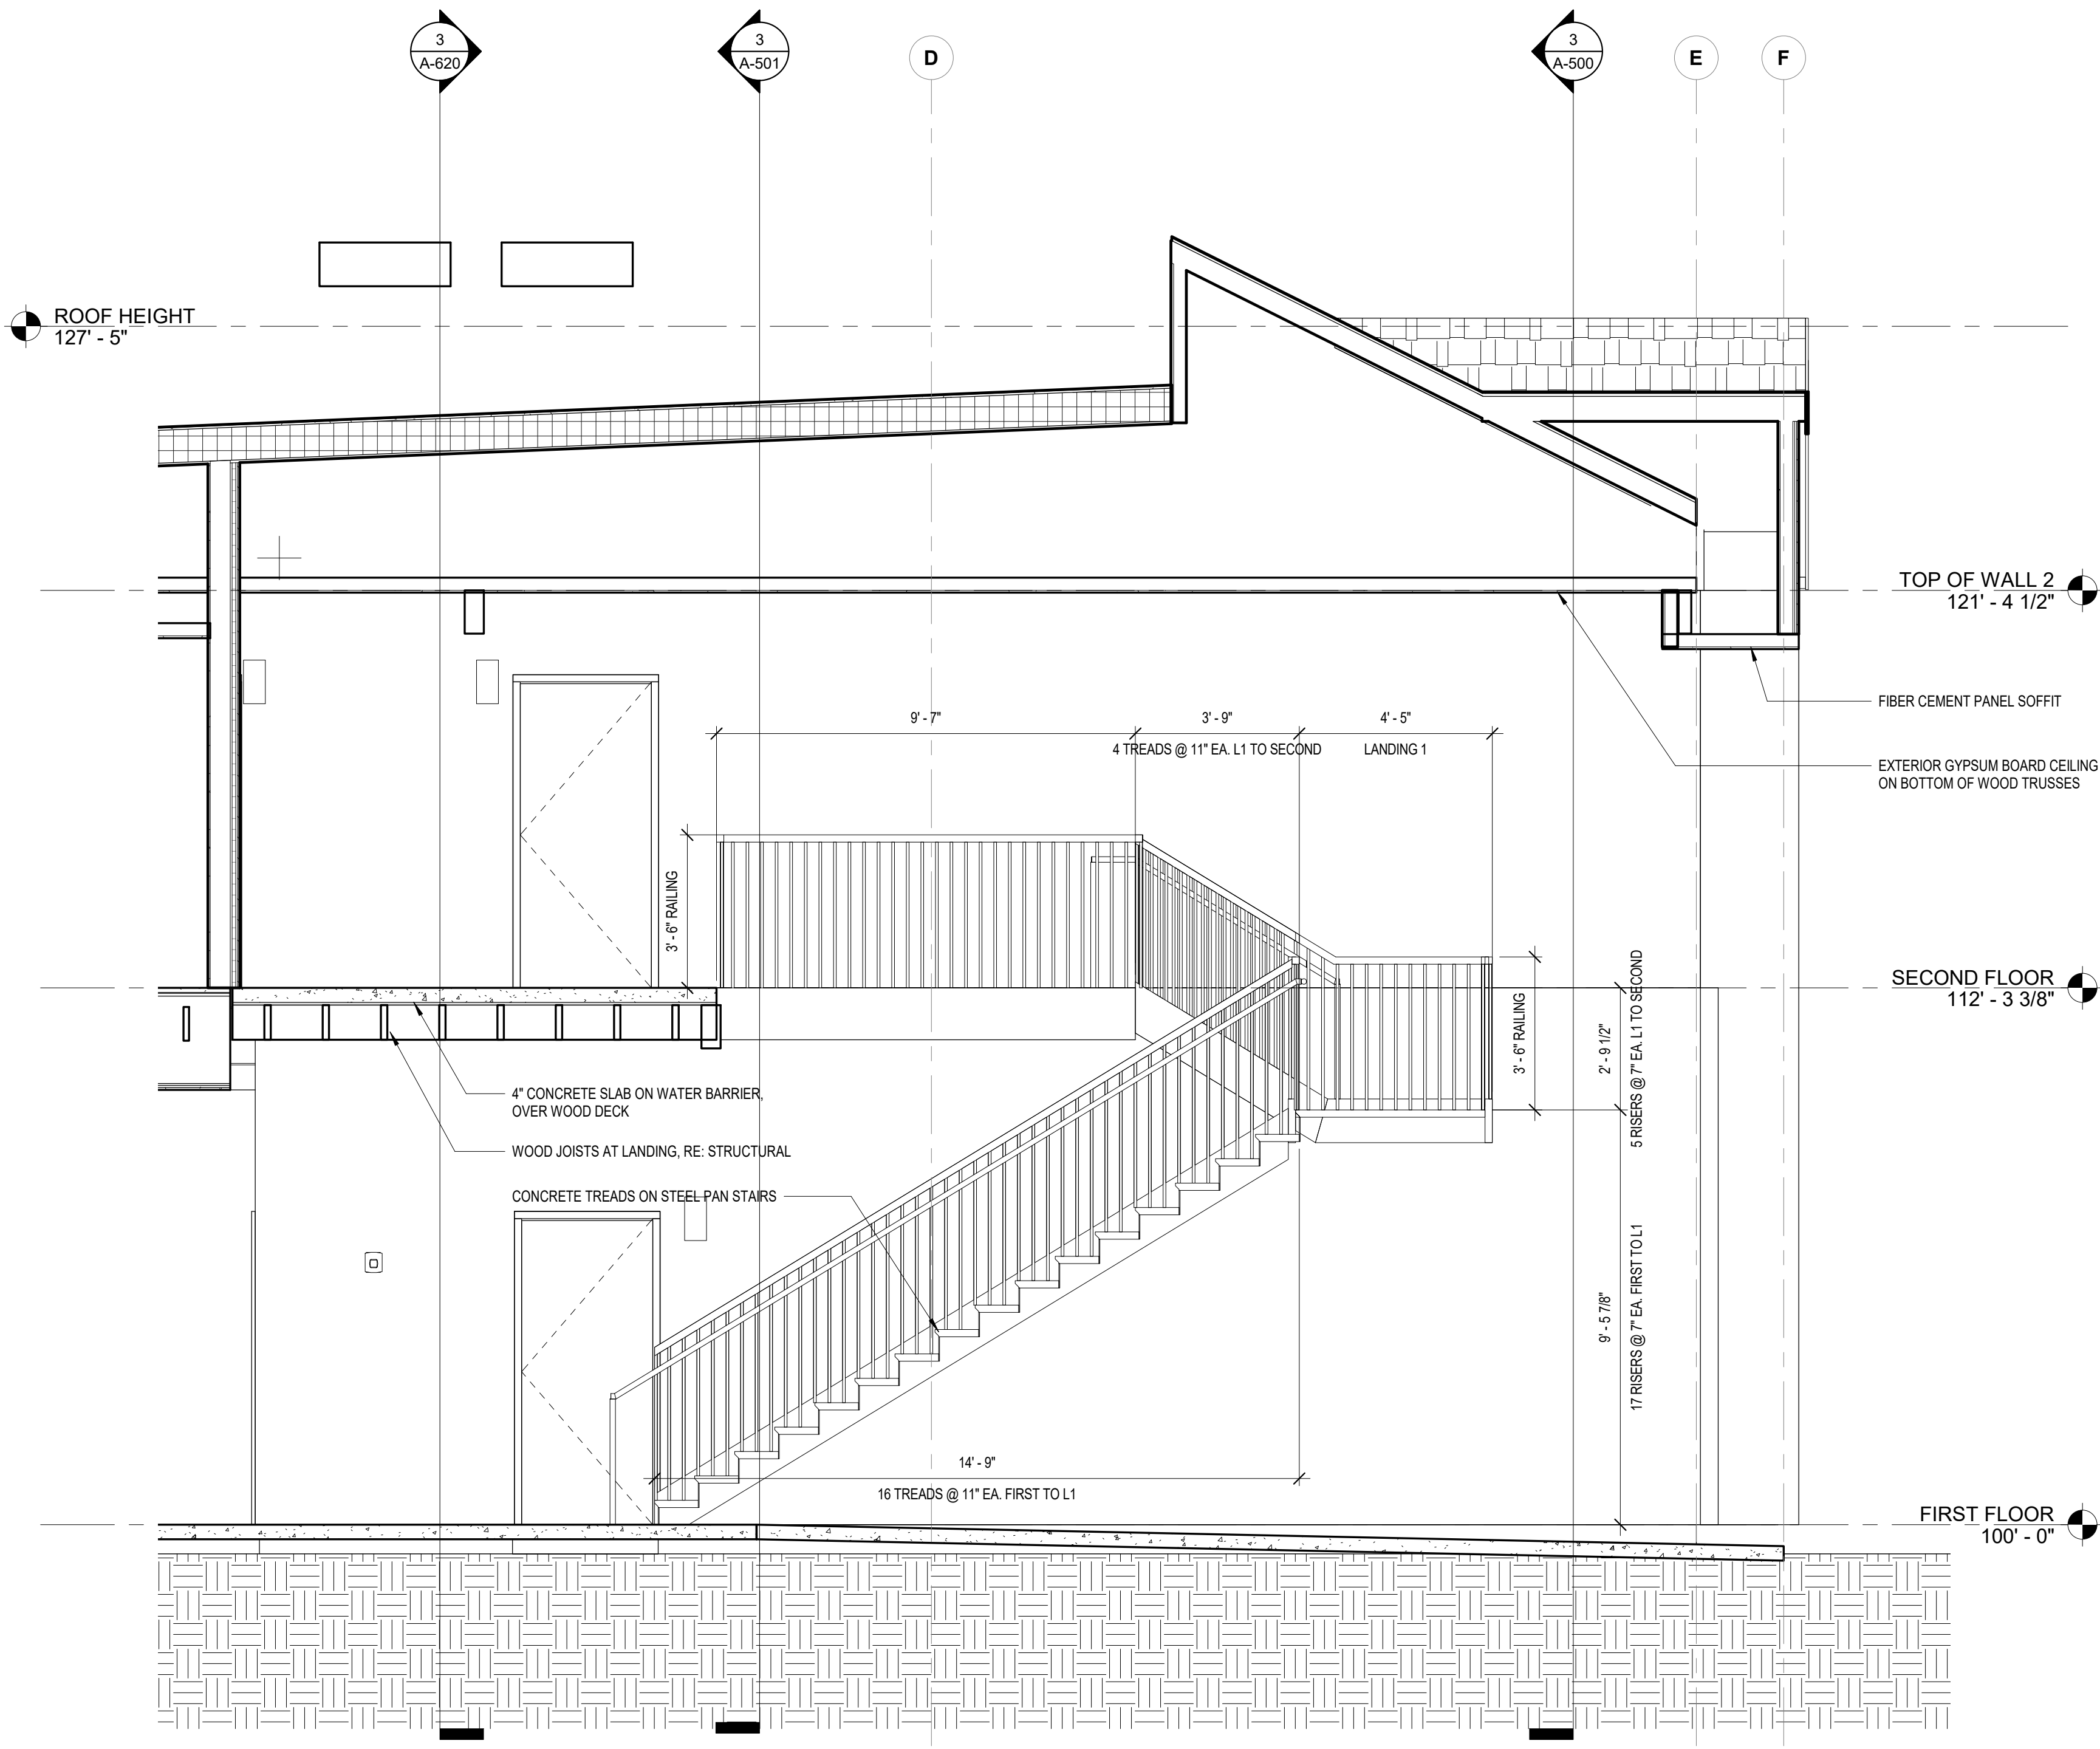 3
A-620
3
A-501
D
3
A-500
E
F
ROOF HEIGHT
127' - 5"
TOP OF WALL 2
121' - 4 1/2"
FIBER CEMENT PANEL SOFFIT
9' - 7"
3' - 9"
4' - 5"
4 TREADS @ 11" EA. L1 TO SECOND
LANDING 1
EXTERIOR GYPSUM BOARD CEILING
ON BOTTOM OF WOOD TRUSSES
3' - 6" RAILING
SECOND FLOOR
112' - 3 3/8"
3' - 6" RAILING
2' - 9 1/2"
5 RISERS @ 7" EA. L1 TO SECOND
4" CONCRETE SLAB ON WATER BARRIER,
OVER WOOD DECK
WOOD JOISTS AT LANDING, RE: STRUCTURAL
CONCRETE TREADS ON STEEL PAN STAIRS
9' - 5 7/8"
17 RISERS @ 7" EA. FIRST TO L1
14' - 9"
16 TREADS @ 11" EA. FIRST TO L1
FIRST FLOOR
100' - 0"